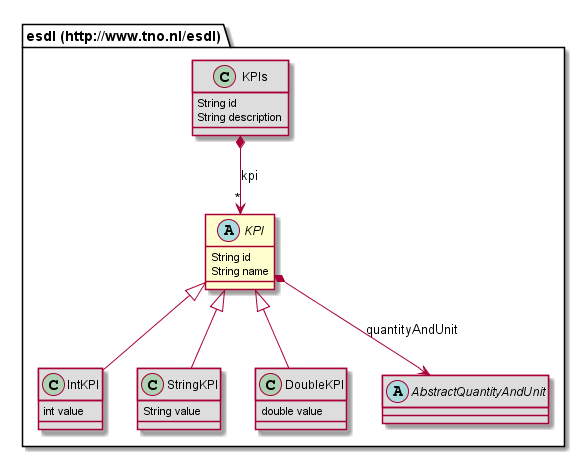 esdl (http://www.tno.nl/esdl)
C KPIs
String id
String description
kpi
*
A KPI
String id
String name
quantityAndUnit
C IntKPI
int value
C StringKPI
String value
C DoubleKPI
double value
A AbstractQuantityAndUnit